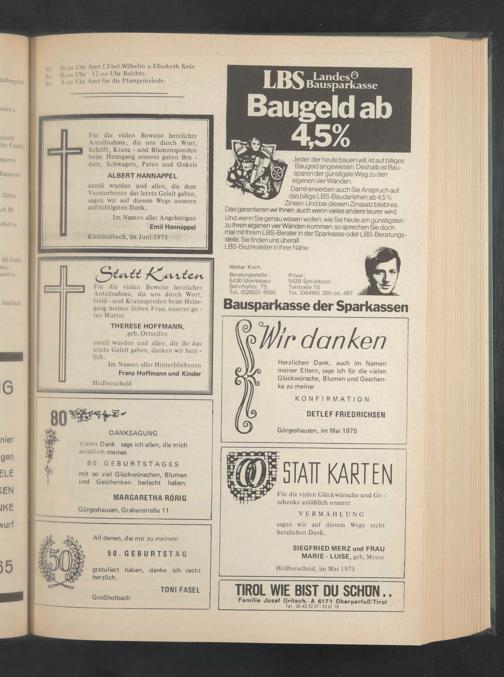 Uhr Amt f. Ehel. Wilhelm u. Elisabeth
Uhr - 17.00 Uhr Beichte.
Uhr Amt für die Pfarrgemeinde.
Für die vielen Beweise herzlicher
Anteilnahme, die uns durch Wort,
Schrift, Kranz - und Blumenspenden
beim Heimgang unseres guten Bru -
ders, Schwagers, Paten und Onkels
ALBERT HANNAPPEL
zuteil wurden und allen, die dem
Verstorbenen das letzte Geleit gaben,
sagen wir auf diesem Wege unseren
aufrichtigsten Dank.
Im Namen aller Angehörigen
Emil Hannappel
Kleinholbach, im Juni 1975
Statt Karten
Für die vielen Beweise herzlicher
Anteilnahme, die uns durch Wort,
Geld - und Kranzspenden beim Heim-
gang meiner lieben Frau, unserer gu -
ten Mutter
THERESE HOFFMANN,
geb. Ortseifen
zuteil wurden und allen, die ihr das
letzte Geleit gaben, danken wir herz -
lich.
Im Namen aller Hinterbliebenen
Franz Hoffmann und Kinder
Heilberscheid
80
DANKSAGUNG
Vielen Dank sage ich allen, die mich
anläßlich meines
80. GEBURTSTAGES
mit so viel Glückwünschen, Blumen
und Geschenken bedacht haben.
MARGARETHA RÖRIG
Görgeshausen, Grabenstraße 11
50
All denen, die mir zu meinem
50. GEBURTSTAG
gratuliert haben, danke ich recht
herzlich.
TONI FASEL
Großholbach
LBS Landes Bausparkasse
Baugeld ab
4,5%
Jeder, der heute bauen will, ist auf billiges
Baugeld angewiesen. Deshalb ist Bau-
sparen der günstigste Weg zu den
eigenen vier Wänden.
Damit erwerben auch Sie Anspruch auf
das billige LBS-Baudarlehen ab 4,5 %
Zinsen. Und bei diesem Zinssatz bleibt es.
Das garantieren wir Ihnen, auch wenn vieles andere teurer wird.
Und wenn Sie genau wissen wollen, wie Sie heute am günstigsten
zu Ihren eigenen vier Wänden kommen, so sprechen Sie doch
mal mit Ihrem LBS-Berater in der Sparkasse oder LBS-Beratungs-
stelle. Sie finden uns überall.
LBS-Bezirksleiter in Ihrer Nähe:
Walter Koch
Beratungsstelle
5430 Montabaur
Bahnhofstr. 75
Privat:
5429 Schönborn
Talstraße 15
Bausparkasse der Sparkassen
Wir danken
Herzlichen Dank, auch im Namen
meiner Eltern, sage ich für die vielen
Glückwünsche, Blumen und Geschen-
ke zu meiner
KONFIRMATION
DETLEF FRIEDRICHSEN
Görgeshausen, im Mai 1975
STATT KARTEN
Für die vielen Glückwünsche und Ge -
schenke anläßlich unserer
VERMÄHLUNG
sagen wir auf diesem Wege recht
herzlichen Dank.
SIEGFRIED MERZ und FRAU
MARIE - LUISE, geb.
Heilberscheid, im Mai 1975
TIROL WIE BIST DU SCHÖN . .
Familie Josef Gritsch, A 6173 Oberperfuß/Tirol